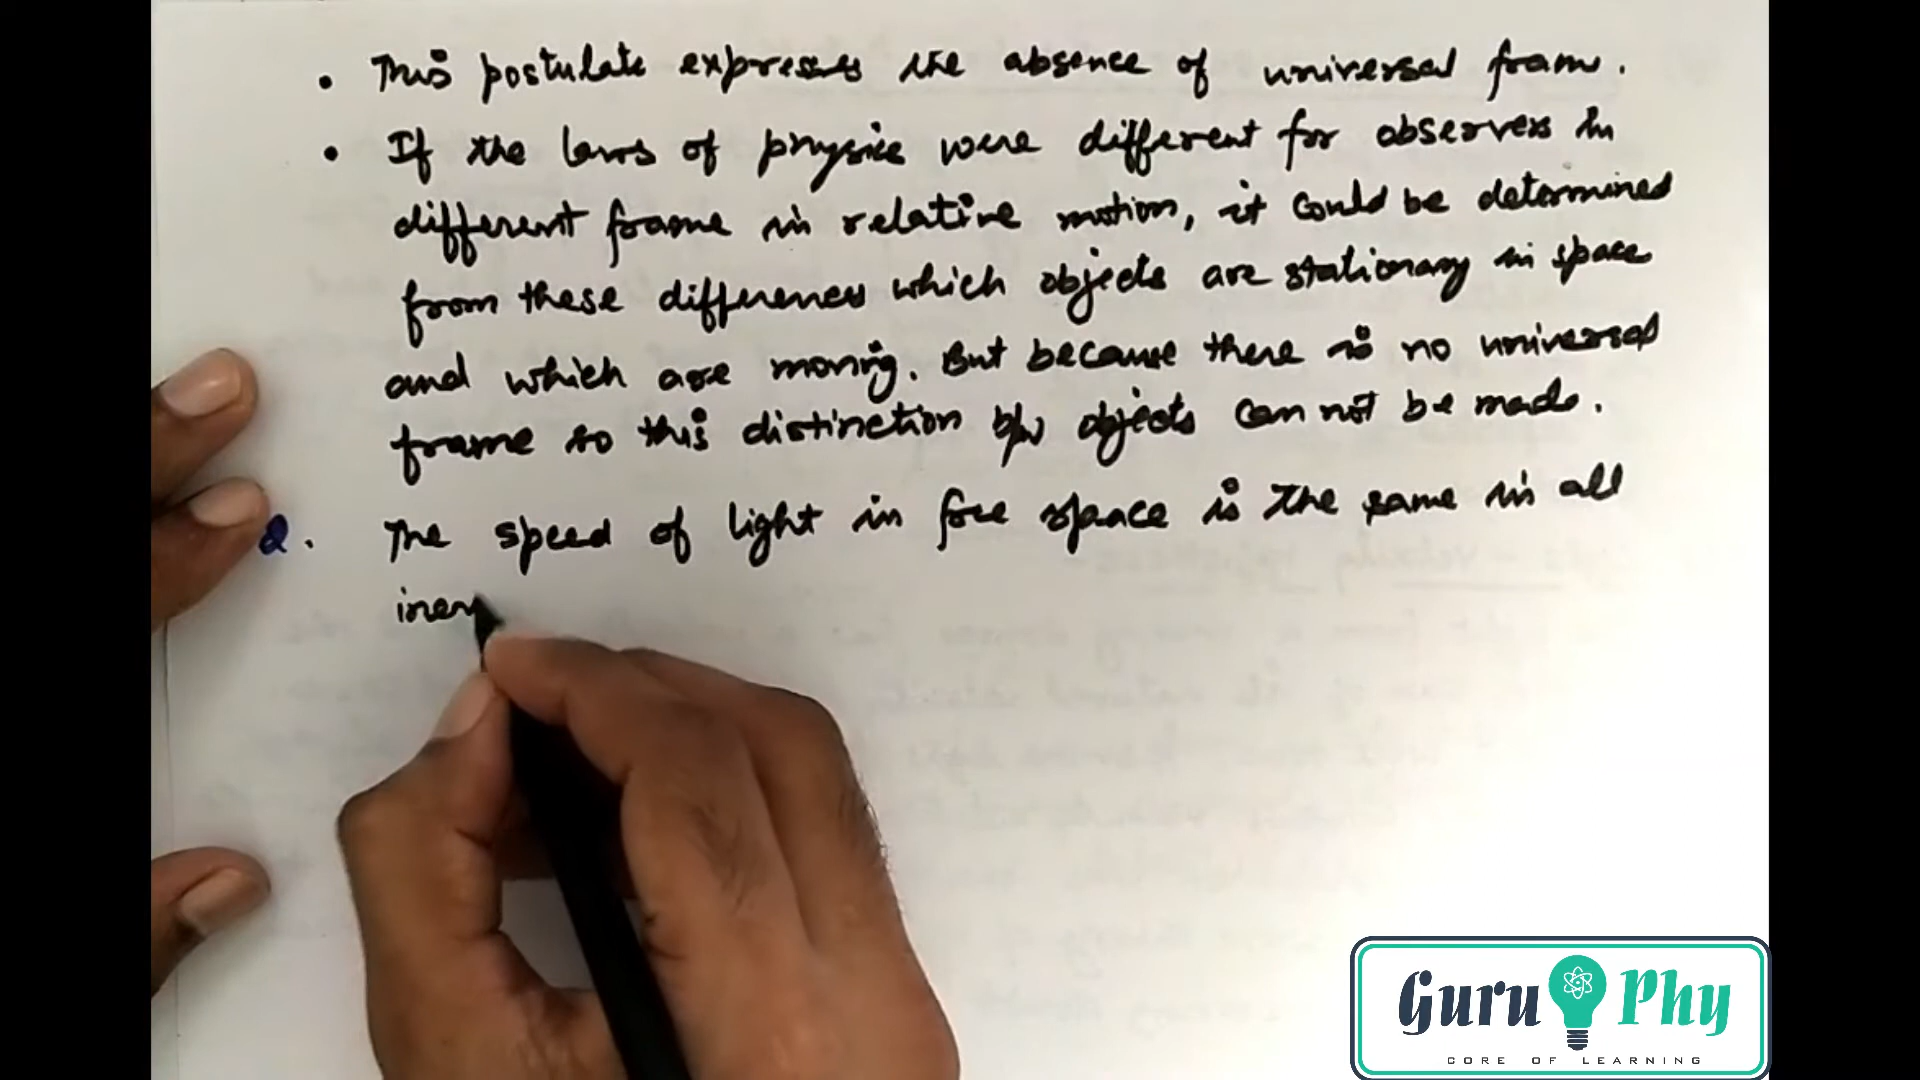 • This postulate expresses the absence of universal frame.
• If the laws of physics were different for observers in
different frame in relative motion, it could be determined
from these differences which objects are stationary in space
and which are moving. But because there is no universal
frame so this distinction b/w objects can not be made.
2. The speed of light in free space is the same in all
iner
Guru Phy
CORE OF LEARNING